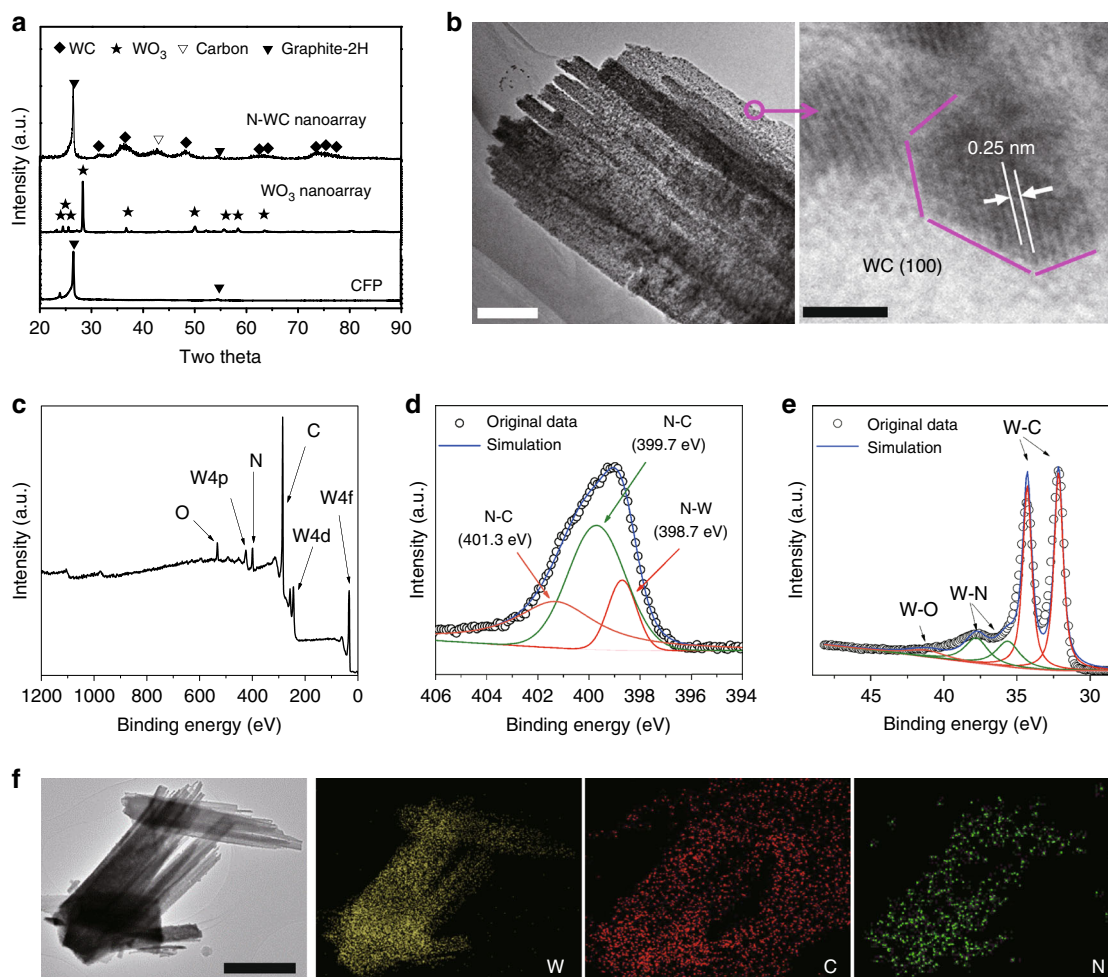 a
◆ WC ★ WO₃ ▽ Carbon ▼ Graphite-2H
N-WC nanoarray
WO₃ nanoarray
CFP
Intensity (a.u.)
20 30 40 50 60 70 80 90
Two theta
b
0.25 nm
WC (100)
c
O
W4p
N
C
W4d
W4f
Intensity (a.u.)
1200 1000 800 600 400 200 0
Binding energy (eV)
d
Original data
Simulation
N-C
(399.7 eV)
N-C
(401.3 eV)
N-W
(398.7 eV)
Intensity (a.u.)
406 404 402 400 398 396 394
Binding energy (eV)
e
Original data
Simulation
W-C
W-N
W-O
Intensity (a.u.)
45 40 35 30
Binding energy (eV)
f
W
C
N